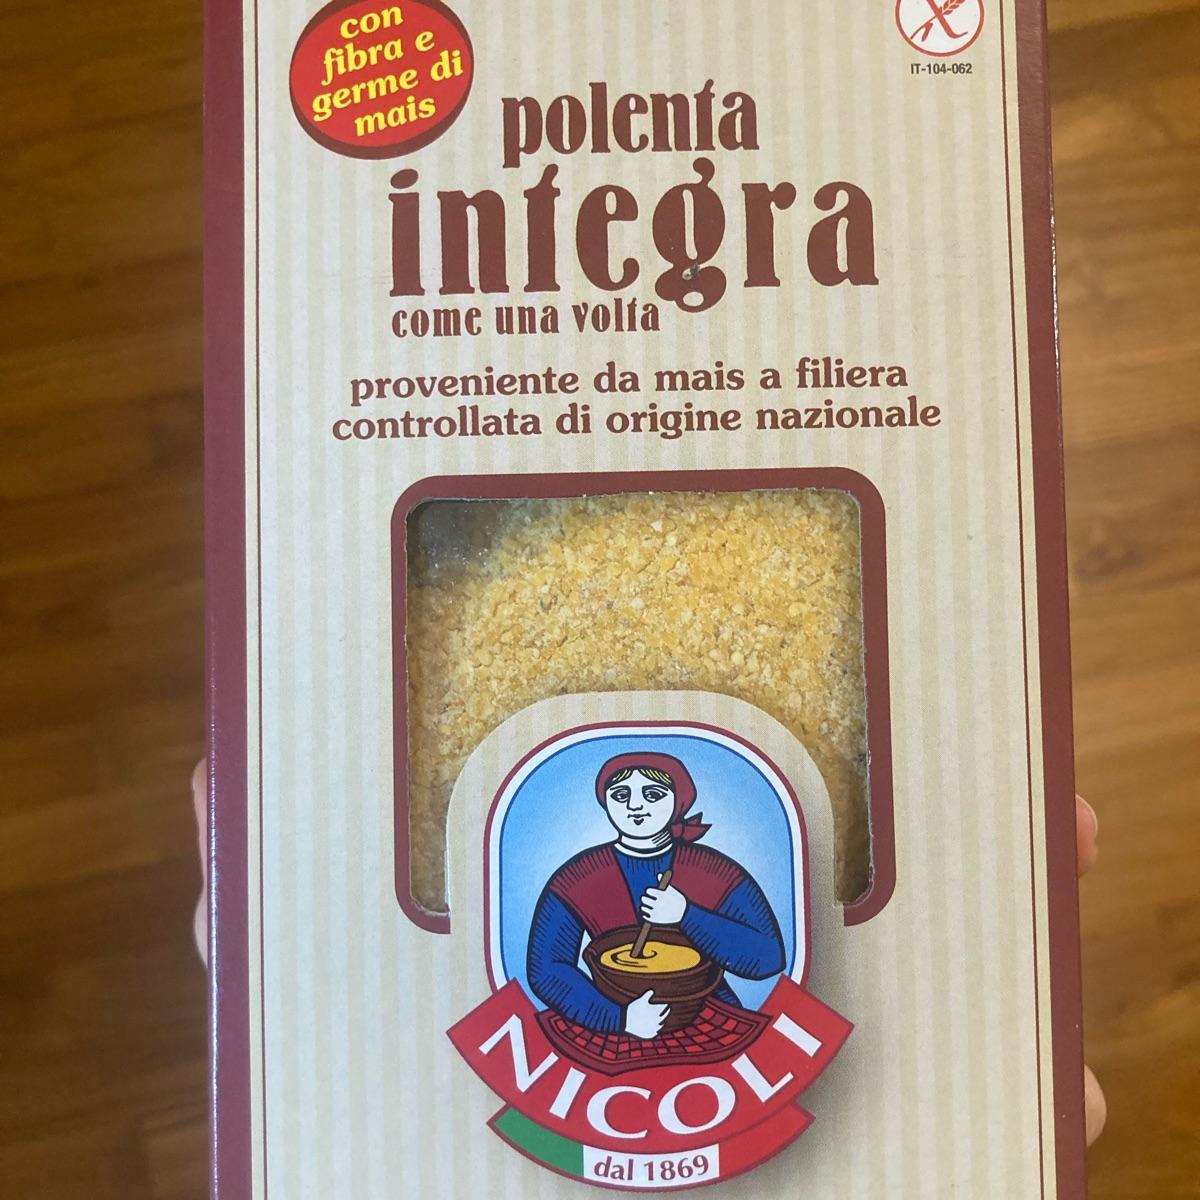 con
fibra e
germe di
mais
IT-104-062
polenta
integra
come una volta
proveniente da mais a filiera
controllata di origine nazionale
NICOLI
dal 1869